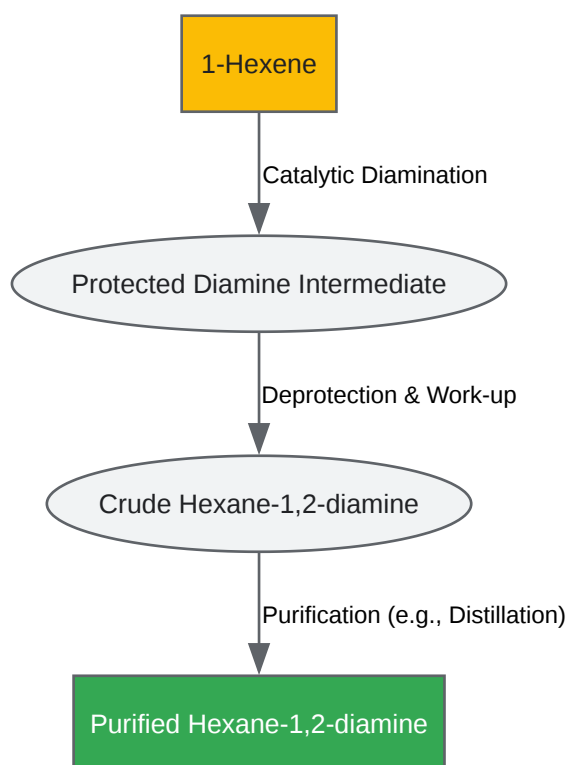 1-Hexene
Catalytic Diamination
Protected Diamine Intermediate
Deprotection & Work-up
Crude Hexane-1,2-diamine
Purification (e.g., Distillation)
Purified Hexane-1,2-diamine